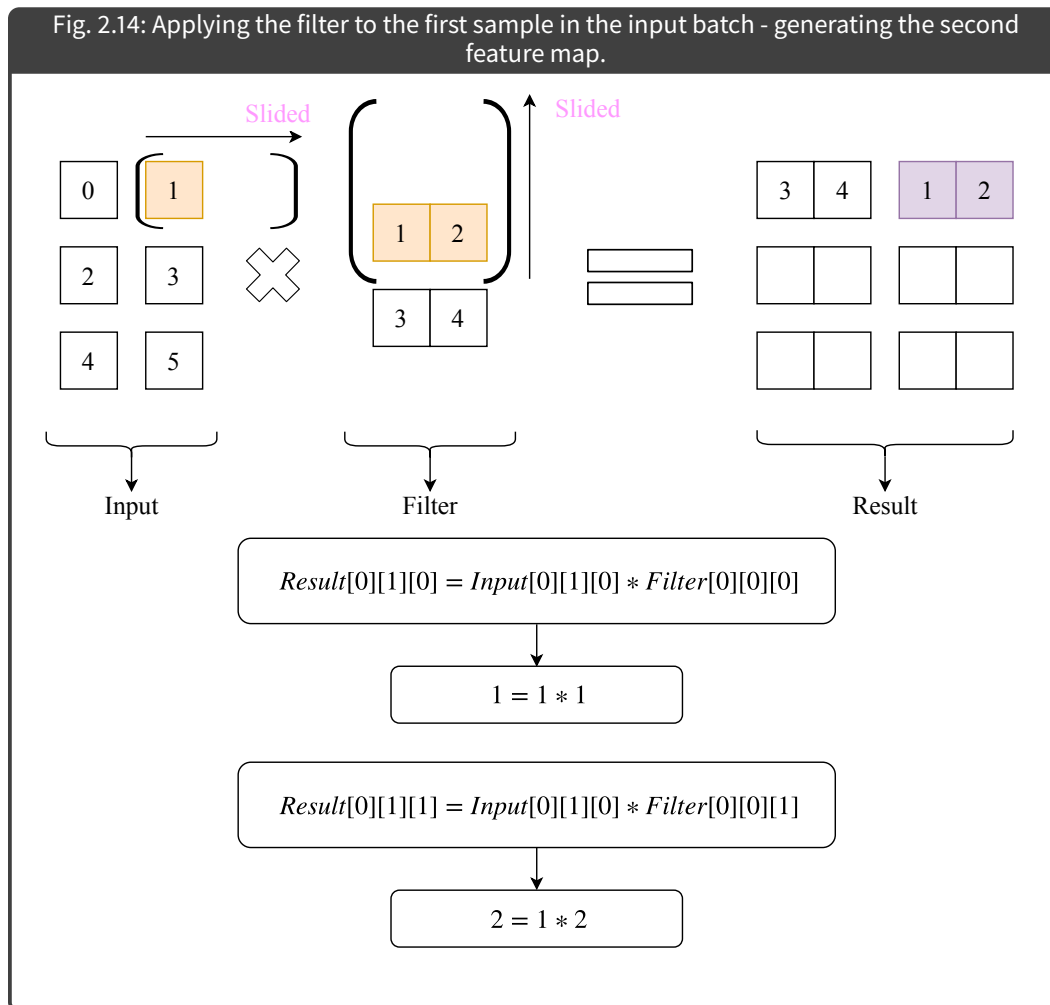 Fig. 2.14: Applying the filter to the first sample in the input batch - generating the second
feature map.
Slided
Slided
0 1
1 2
3 4 1 2
2 3
3 4
4 5
Input
Filter
Result
Result[0][1][0] = Input[0][1][0] * Filter[0][0][0]
1 = 1 * 1
Result[0][1][1] = Input[0][1][0] * Filter[0][0][1]
2 = 1 * 2